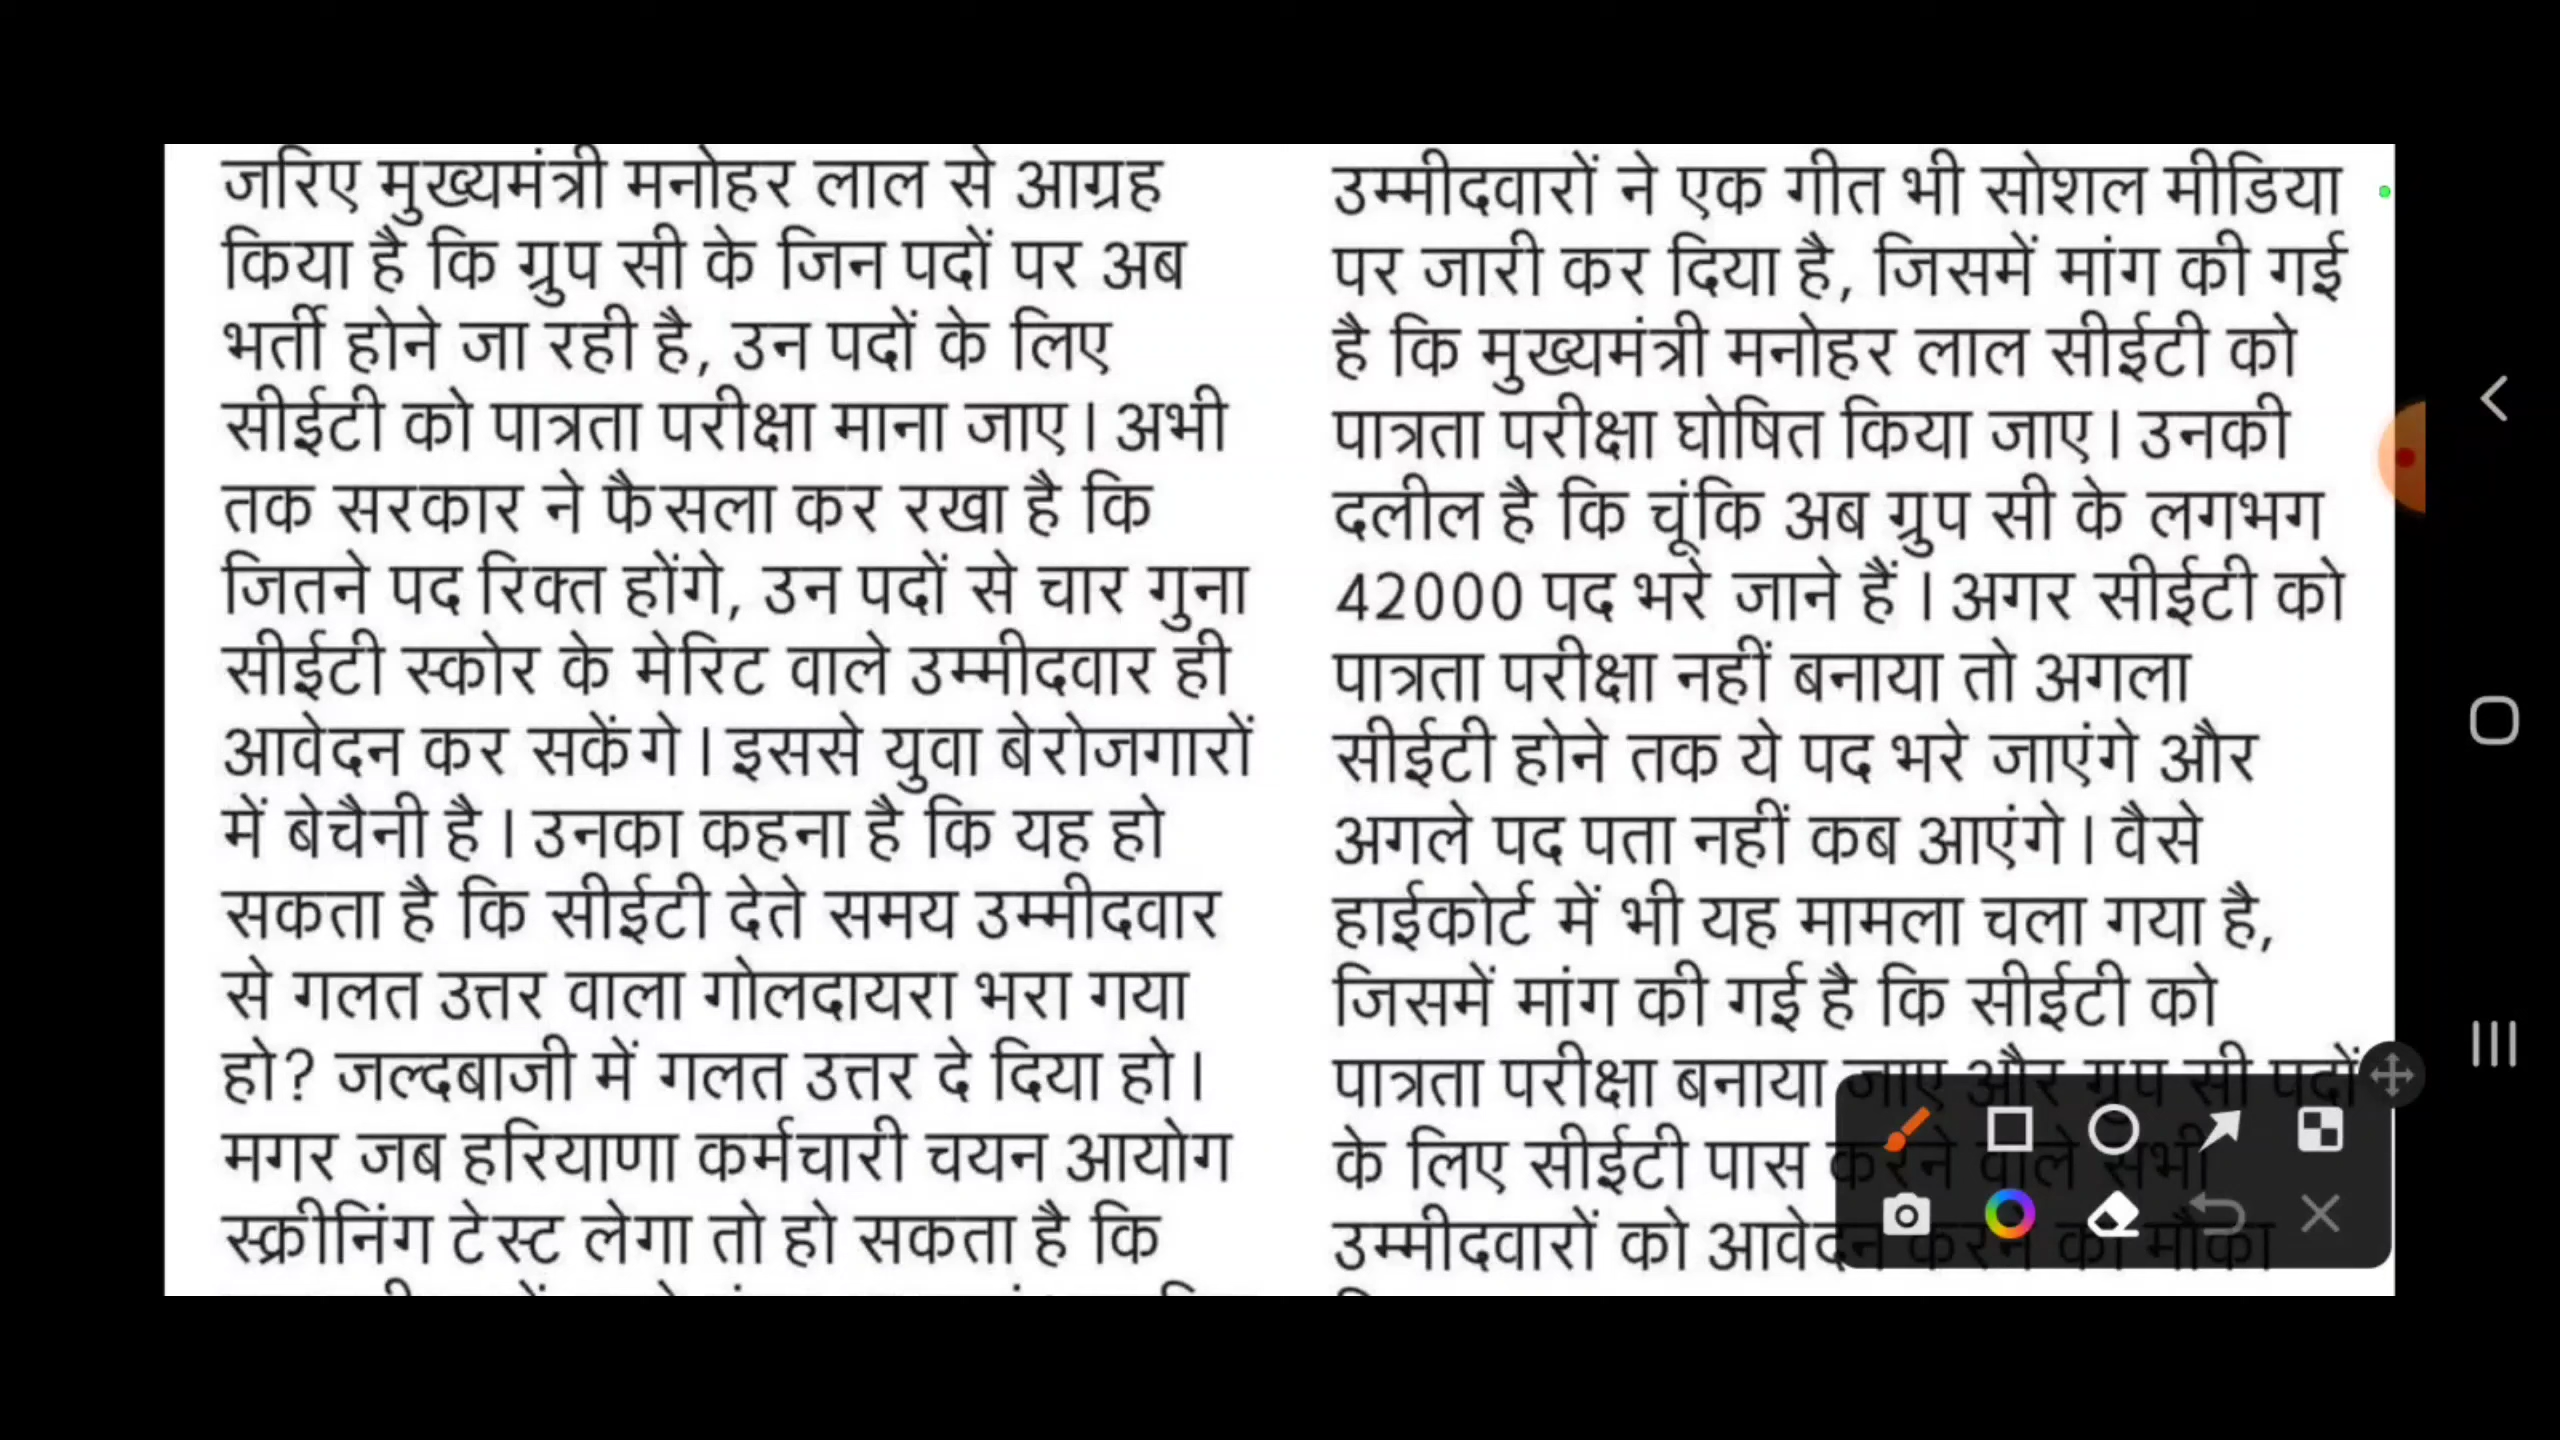 जरिए मुख्यमंत्री मनोहर लाल से आग्रह
किया है कि ग्रुप सी के जिन पदों पर अब
भर्ती होने जा रही है, उन पदों के लिए
सीईटी को पात्रता परीक्षा माना जाए। अभी
तक सरकार ने फैसला कर रखा है कि
जितने पद रिक्त होंगे, उन पदों से चार गुना
सीईटी स्कोर के मेरिट वाले उम्मीदवार ही
आवेदन कर सकेंगे। इससे युवा बेरोजगारों
में बेचैनी है। उनका कहना है कि यह हो
सकता है कि सीईटी देते समय उम्मीदवार
से गलत उत्तर वाला गोलदायरा भरा गया
हो? जल्दबाजी में गलत उत्तर दे दिया हो।
मगर जब हरियाणा कर्मचारी चयन आयोग
स्क्रीनिंग टेस्ट लेगा तो हो सकता है कि
उम्मीदवारों ने एक गीत भी सोशल मीडिया
पर जारी कर दिया है, जिसमें मांग की गई
है कि मुख्यमंत्री मनोहर लाल सीईटी को
पात्रता परीक्षा घोषित किया जाए। उनकी
दलील है कि चूंकि अब ग्रुप सी के लगभग
42000 पद भरे जाने हैं। अगर सीईटी को
पात्रता परीक्षा नहीं बनाया तो अगला
सीईटी होने तक ये पद भरे जाएंगे और
अगले पद पता नहीं कब आएंगे। वैसे
हाईकोर्ट में भी यह मामला चला गया है,
जिसमें मांग की गई है कि सीईटी को
पात्रता परीक्षा बनाया जाए और ग्रुप सी पदों
के लिए सीईटी पास करने वाले सभी
उम्मीदवारों को आवेदन करने का मौका